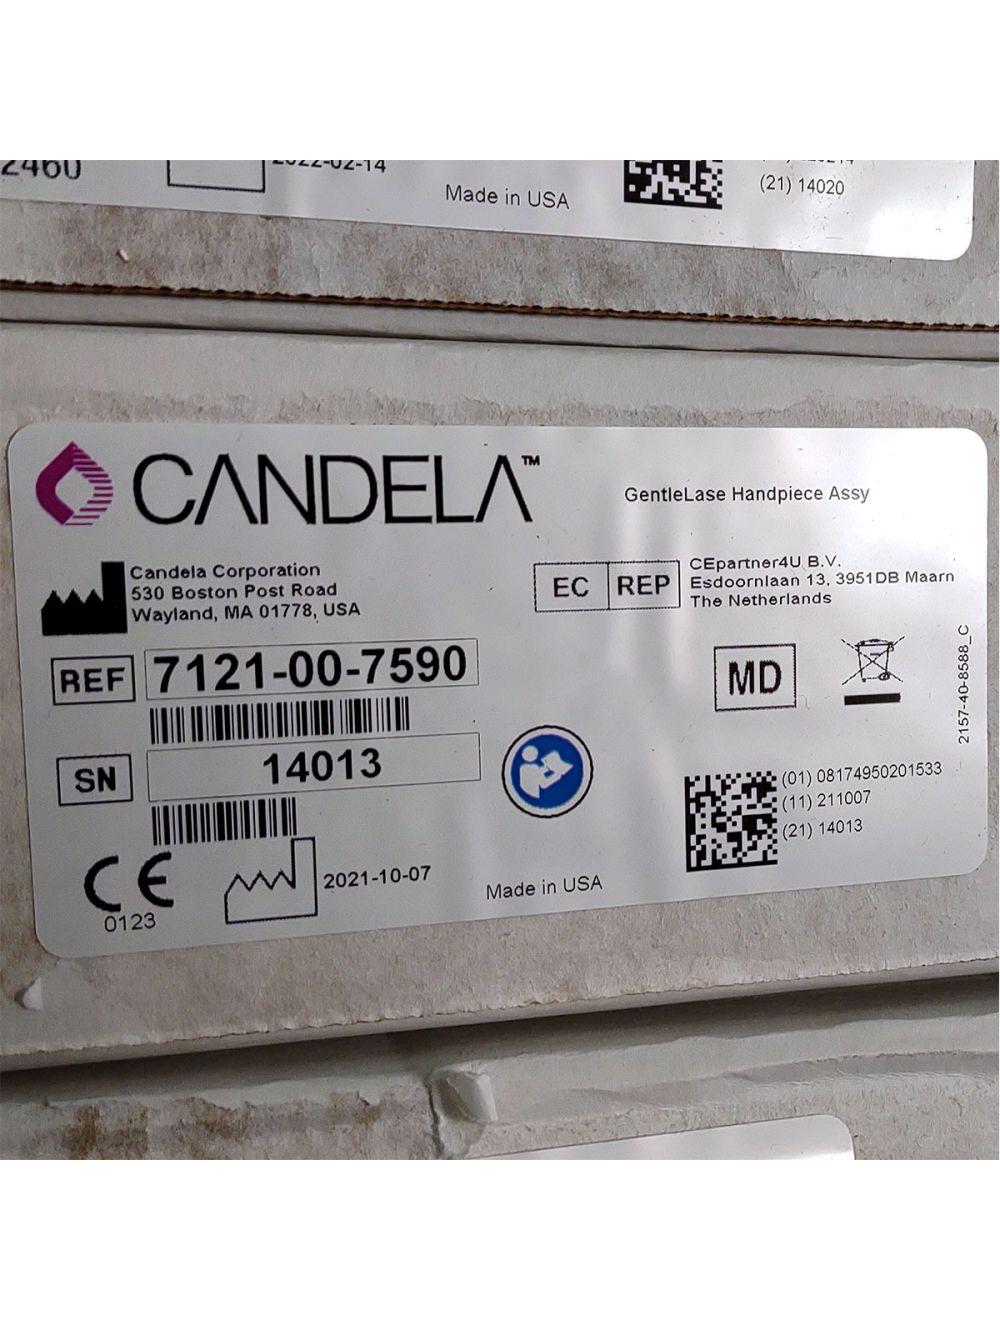 2460
2022-02-14
Made in USA
(21) 14020
CANDELA™
GentleLase Handpiece Assy
Candela Corporation
530 Boston Post Road
Wayland, MA 01778, USA
EC REP
CEpartner4U B.V.
Esdoornlaan 13, 3951DB Maarn
The Netherlands
REF 7121-00-7590
MD
2157-40-8588_C
SN 14013
(01) 08174950201533
(11) 211007
(21) 14013
CE
0123
2021-10-07
Made in USA